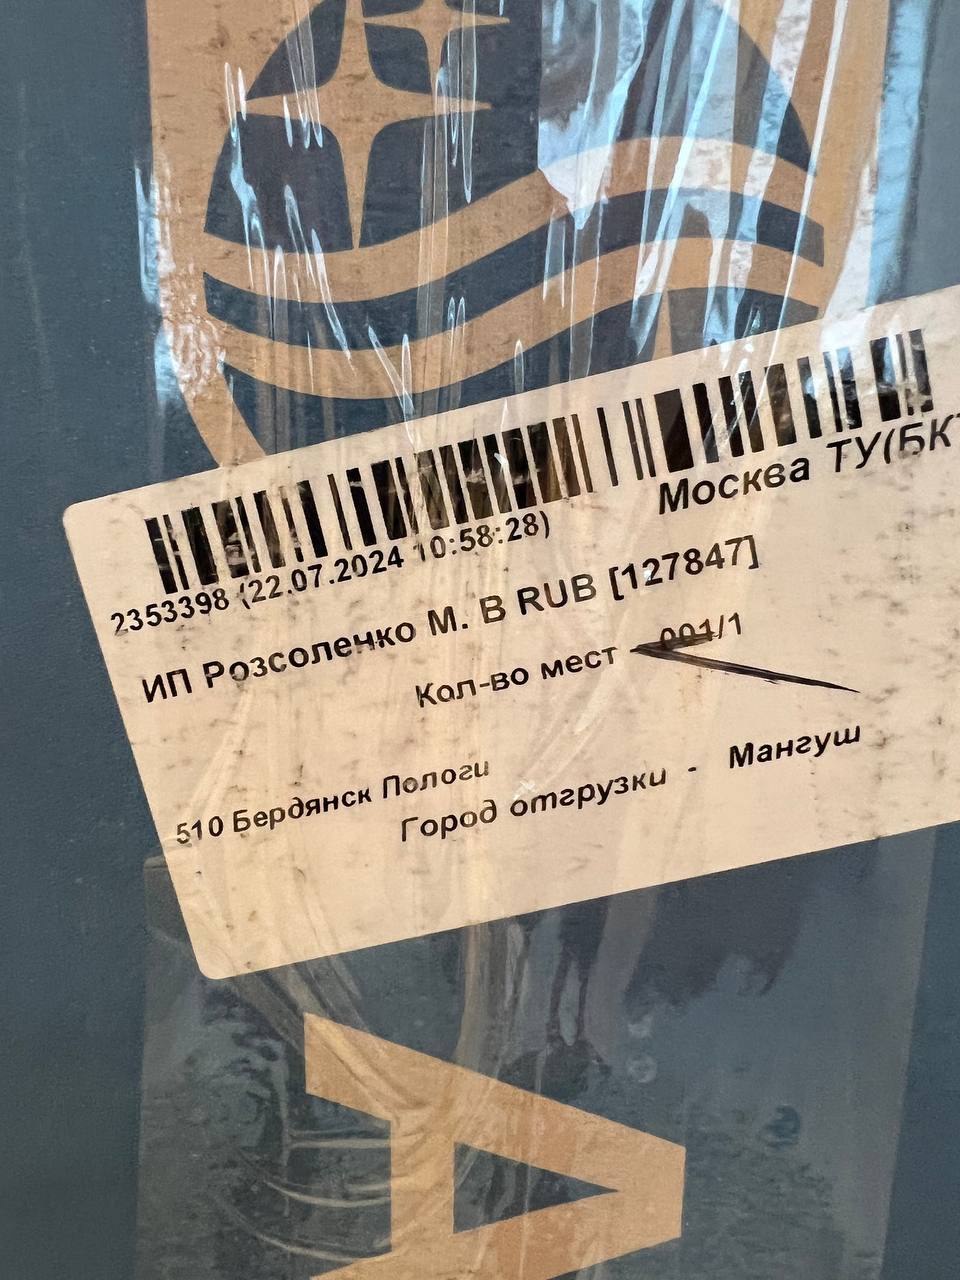 Москва ТУ(БК
2353398 (22.07.2024 10:58:28)
ИП Розсоленко М. В RUB [127847]
Кол-во мест 001/1
510 Бердянск Пологи
Город отгрузки - Мангуш
A